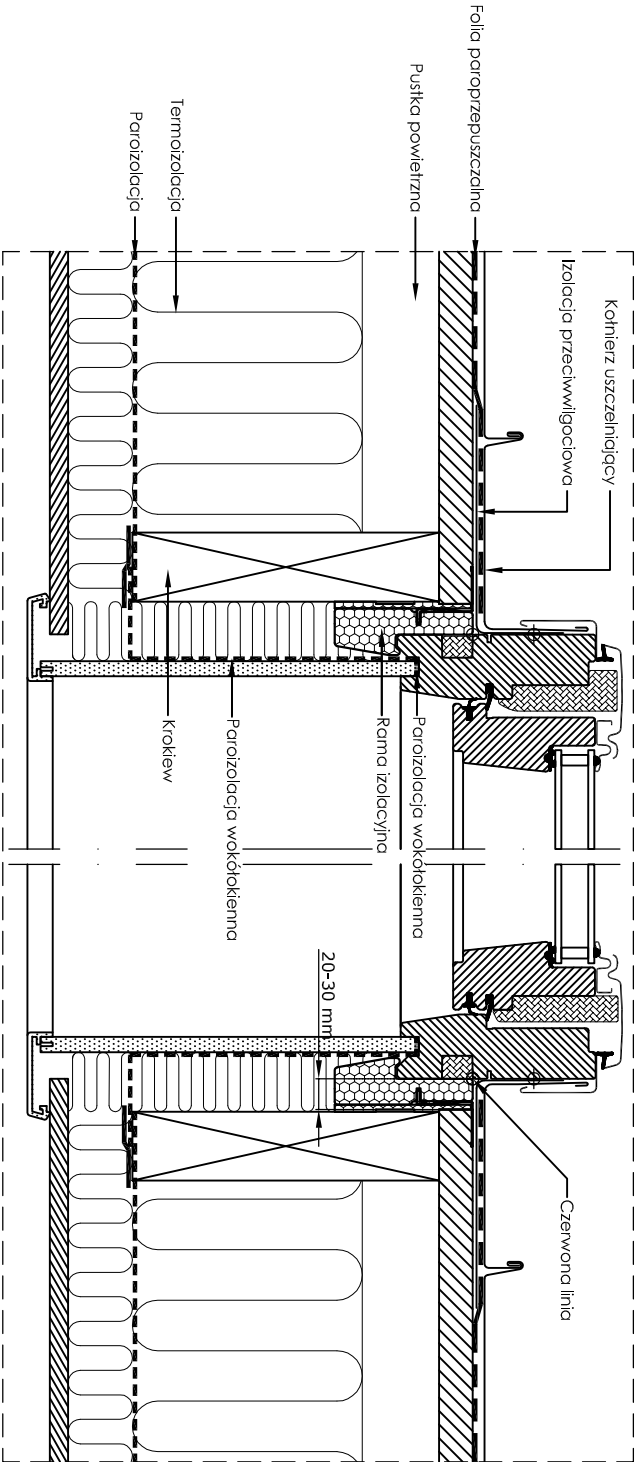 Kołnierz uszczelniający
Izolacja przeciwwilgociowa
Czerwona linia
Folia paroprzepuszczalna
Pustka powietrzna
Paroizolacja wokółokienna
Rama izolacyjna
20-30 mm
Paroizolacja wokółokienna
Termoizolacja
Krokiew
Paroizolacja